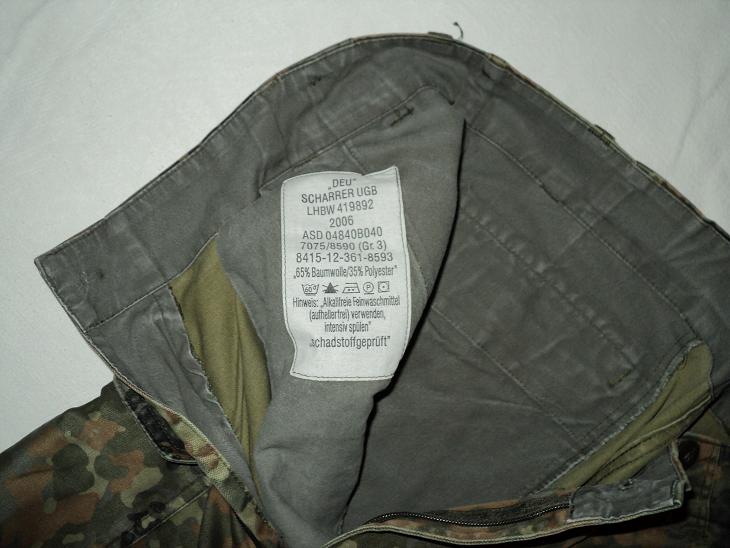 „DEU"
SCHARRER UGB
LHBW 419892
2006
ASD 04840B040
7075/8590 (Gr. 3)
8415-12-361-8593
„65% Baumwolle/35% Polyester"
60° P
Hinweis: „Alkalifreie Feinwaschmittel
(aufhellerfrei) verwenden,
intensiv spülen"
„schadstoffgeprüft"